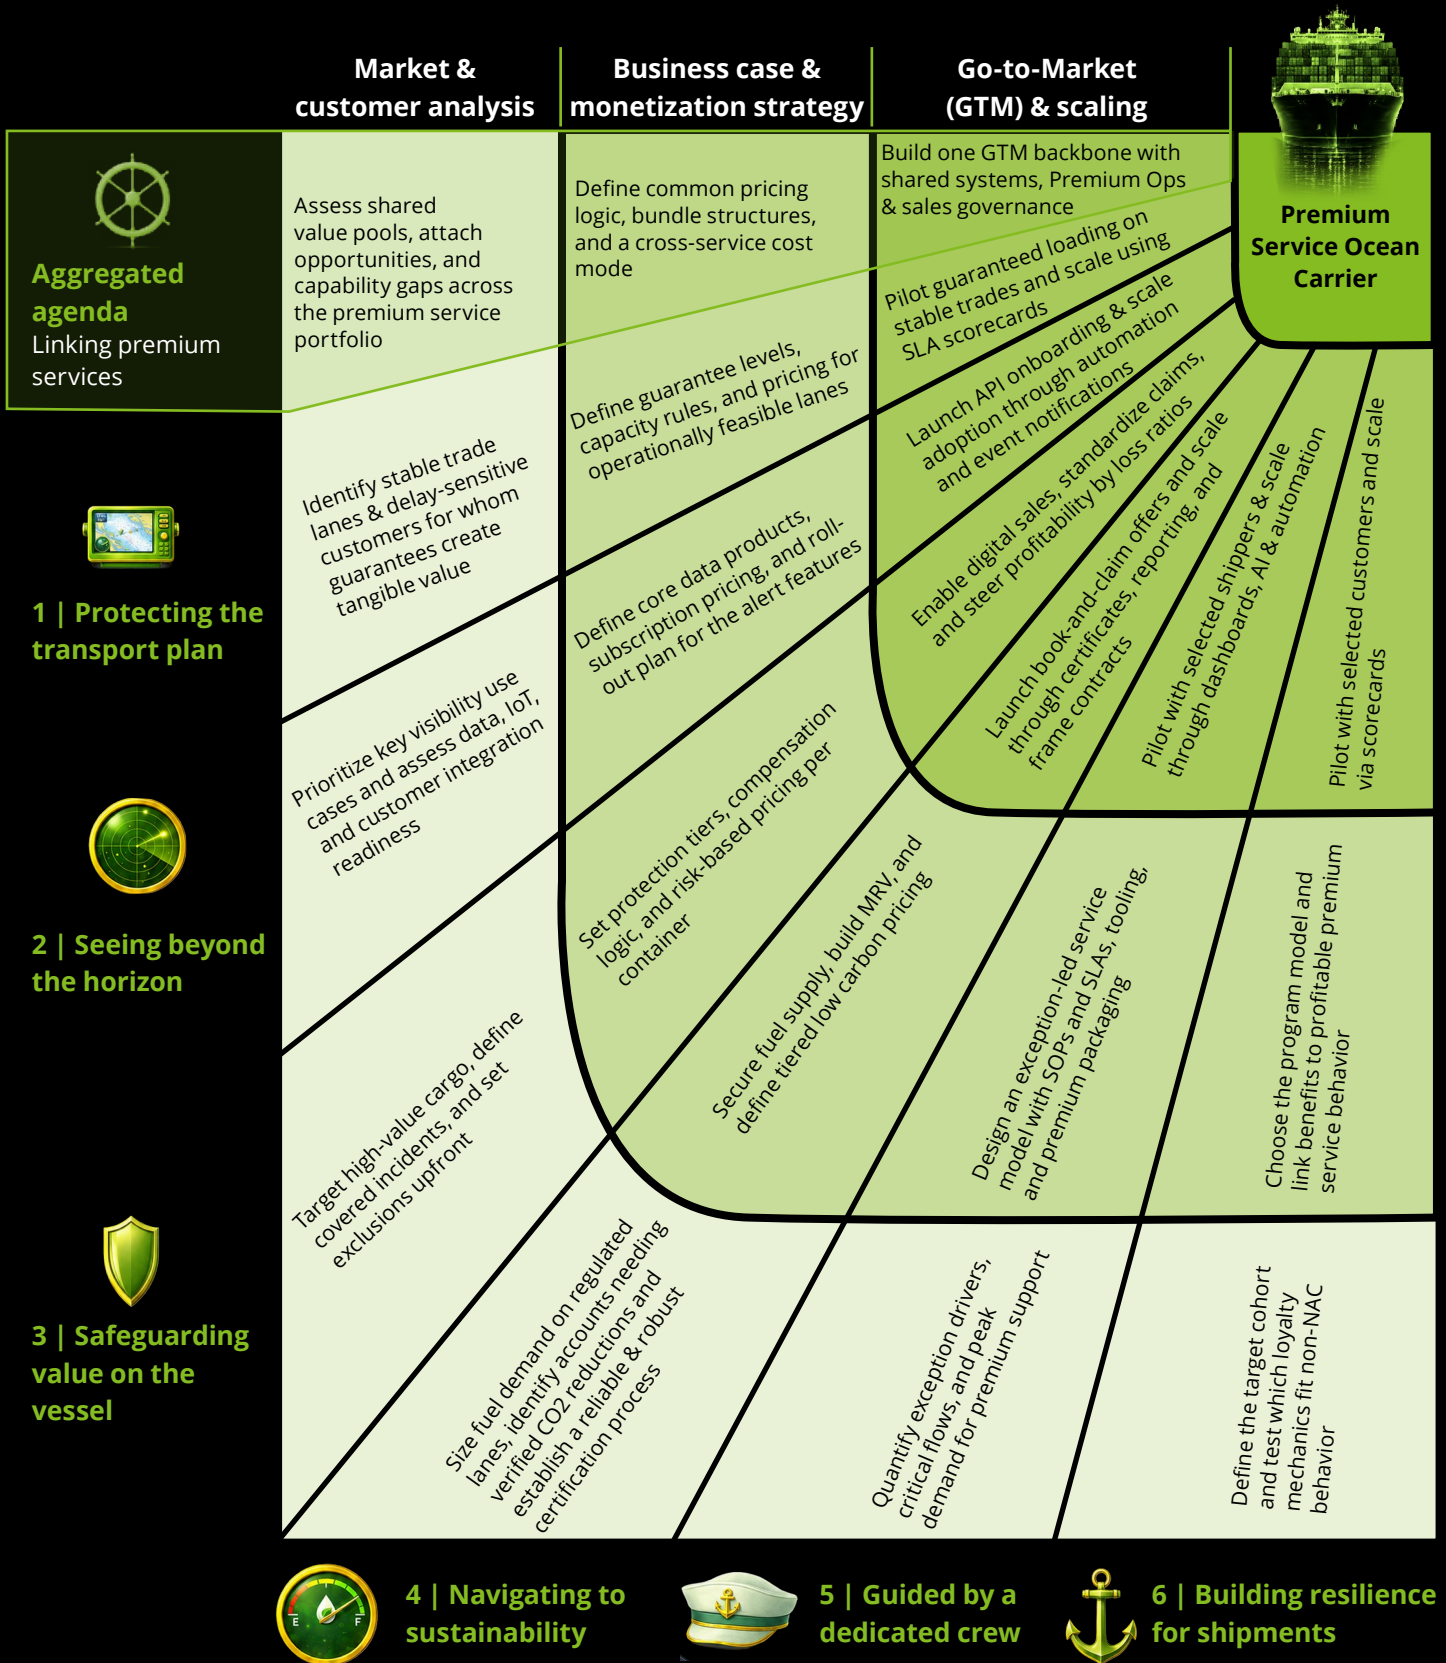 Market &
customer analysis
Business case &
monetization strategy
Go-to-Market
(GTM) & scaling
Premium
Service Ocean
Carrier
Aggregated
agenda
Linking premium
services
Assess shared
value pools, attach
opportunities, and
capability gaps across
the premium service
portfolio
Define common pricing
logic, bundle structures,
and a cross-service cost
mode
Build one GTM backbone with
shared systems, Premium Ops
& sales governance
1 | Protecting the
transport plan
Identify stable trade
lanes & delay-sensitive
customers for whom
guarantees create
tangible value
Define guarantee levels,
capacity rules, and pricing for
operationally feasible lanes
Pilot guaranteed loading on
stable trades and scale using
SLA scorecards
2 | Seeing beyond
the horizon
Prioritize key visibility use
cases and assess data, IoT,
and customer integration
readiness
Define core data products,
subscription pricing, and roll-
out plan for the alert features
Launch API onboarding & scale
adoption through automation
and event notifications
3 | Safeguarding
value on the
vessel
Target high-value cargo, define
covered incidents, and set
exclusions upfront
Set protection tiers, compensation
logic, and risk-based pricing per
container
Enable digital sales, standardize claims,
and steer profitability by loss ratios
Size fuel demand on regulated
lanes, identify accounts needing
verified CO2 reductions and
establish a reliable & robust
certification process
Secure fuel supply, build MRV, and
define tiered low carbon pricing
Launch book-and-claim offers and scale
through certificates, reporting, and
frame contracts
Quantify exception drivers,
critical flows, and peak
demand for premium support
Design an exception-led service
model with SOPs and SLAs, tooling,
and premium packaging
Pilot with selected shippers & scale
through dashboards, AI & automation
Define the target cohort
and test which loyalty
mechanics fit non-NAC
behavior
Choose the program model and
link benefits to profitable premium
service behavior
Pilot with selected customers and scale
via scorecards
E F
4 | Navigating to
sustainability
5 | Guided by a
dedicated crew
6 | Building resilience
for shipments